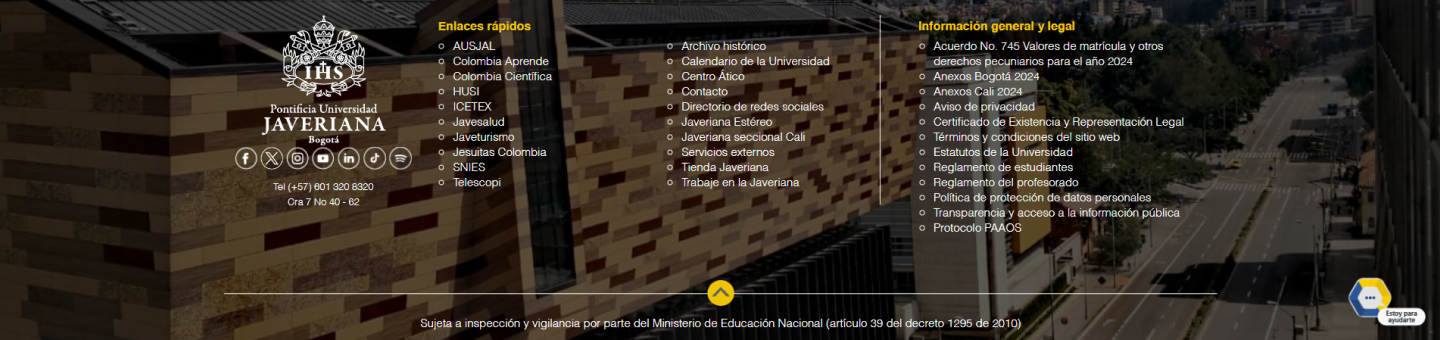 IHS
Pontificia Universidad
JAVERIANA
Bogotá
Tel (+57) 601 320 8320
Cra 7 No 40 - 62
Enlaces rápidos
AUSJAL
Colombia Aprende
Colombia Científica
HUSI
ICETEX
Javesalud
Javeturismo
Jesuitas Colombia
SNIES
Telescopi
Archivo histórico
Calendario de la Universidad
Centro Ático
Contacto
Directorio de redes sociales
Javeriana Estéreo
Javeriana seccional Cali
Servicios externos
Tienda Javeriana
Trabaje en la Javeriana
Información general y legal
Acuerdo No. 745 Valores de matrícula y otros
derechos pecuniarios para el año 2024
Anexos Bogotá 2024
Anexos Cali 2024
Aviso de privacidad
Certificado de Existencia y Representación Legal
Términos y condiciones del sitio web
Estatutos de la Universidad
Reglamento de estudiantes
Reglamento del profesorado
Política de protección de datos personales
Transparencia y acceso a la información pública
Protocolo PAAOS
Sujeta a inspección y vigilancia por parte del Ministerio de Educación Nacional (artículo 39 del decreto 1295 de 2010)
Estoy para
ayudarte